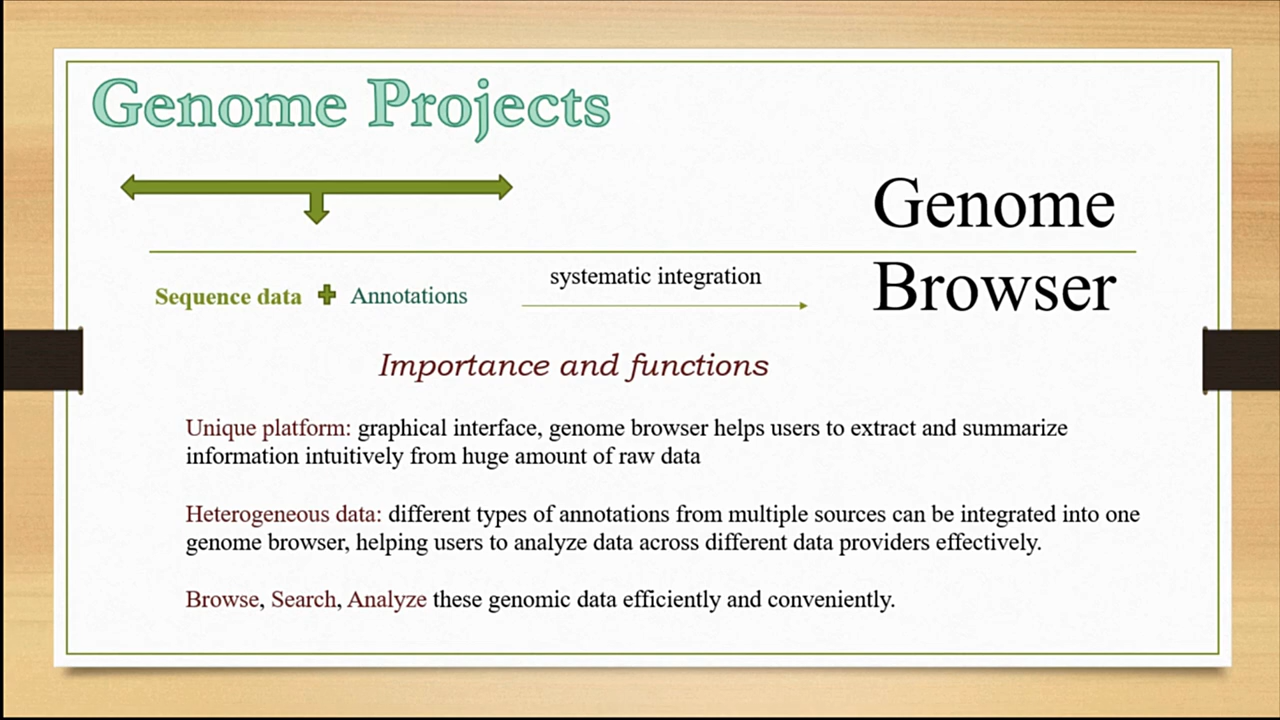 Genome Projects
Genome
Browser
Sequence data + Annotations
systematic integration
Importance and functions
Unique platform: graphical interface, genome browser helps users to extract and summarize
information intuitively from huge amount of raw data
Heterogeneous data: different types of annotations from multiple sources can be integrated into one
genome browser, helping users to analyze data across different data providers effectively.
Browse, Search, Analyze these genomic data efficiently and conveniently.